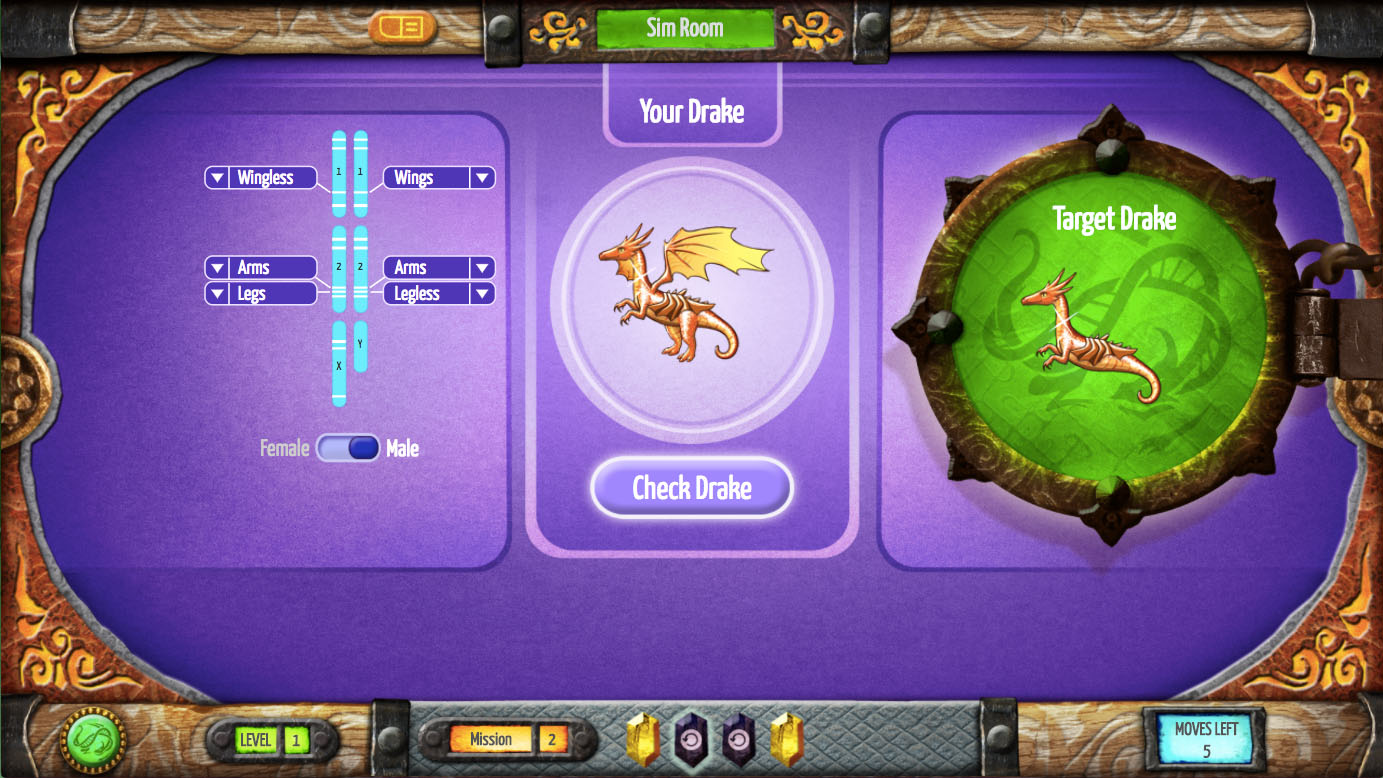 Sim Room
Your Drake
Wingless
1
1
Wings
Arms
2
2
Arms
Legs
Legless
X
Y
Female
Male
Check Drake
Target Drake
LEVEL 1
Mission 2
MOVES LEFT
5